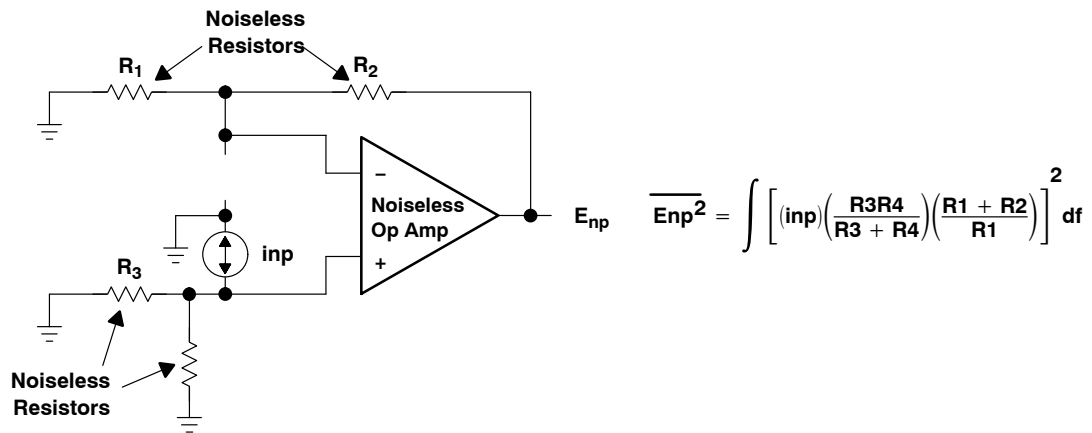 Noiseless
Resistors
R1
R2
−
Noiseless
Op Amp
+
Enp
inp
R3
Noiseless
Resistors
Enp² = ∫ [(inp)(R3R4 / R3 + R4)(R1 + R2 / R1)]² df